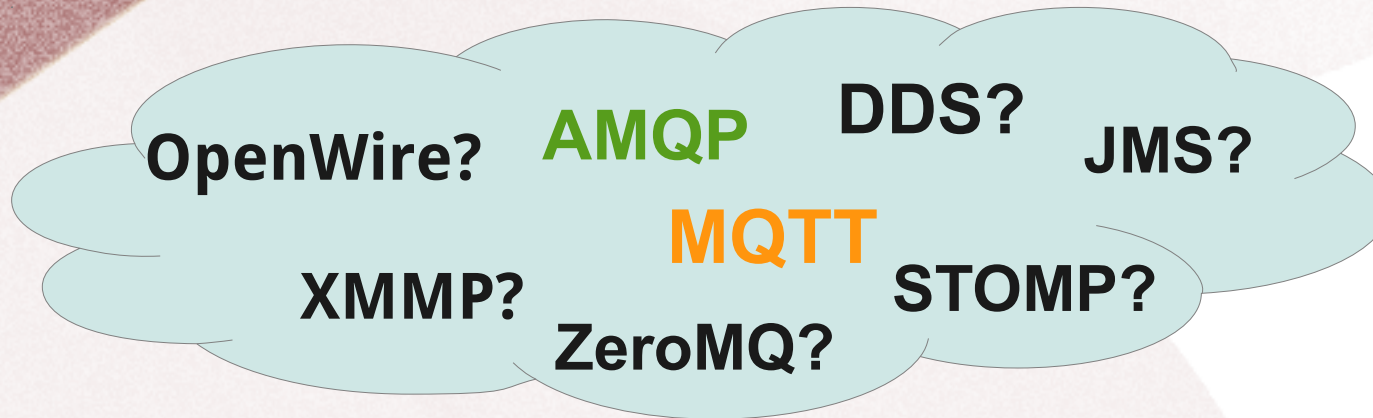 OpenWire?
AMQP
DDS?
JMS?
MQTT
XMMP?
STOMP?
ZeroMQ?